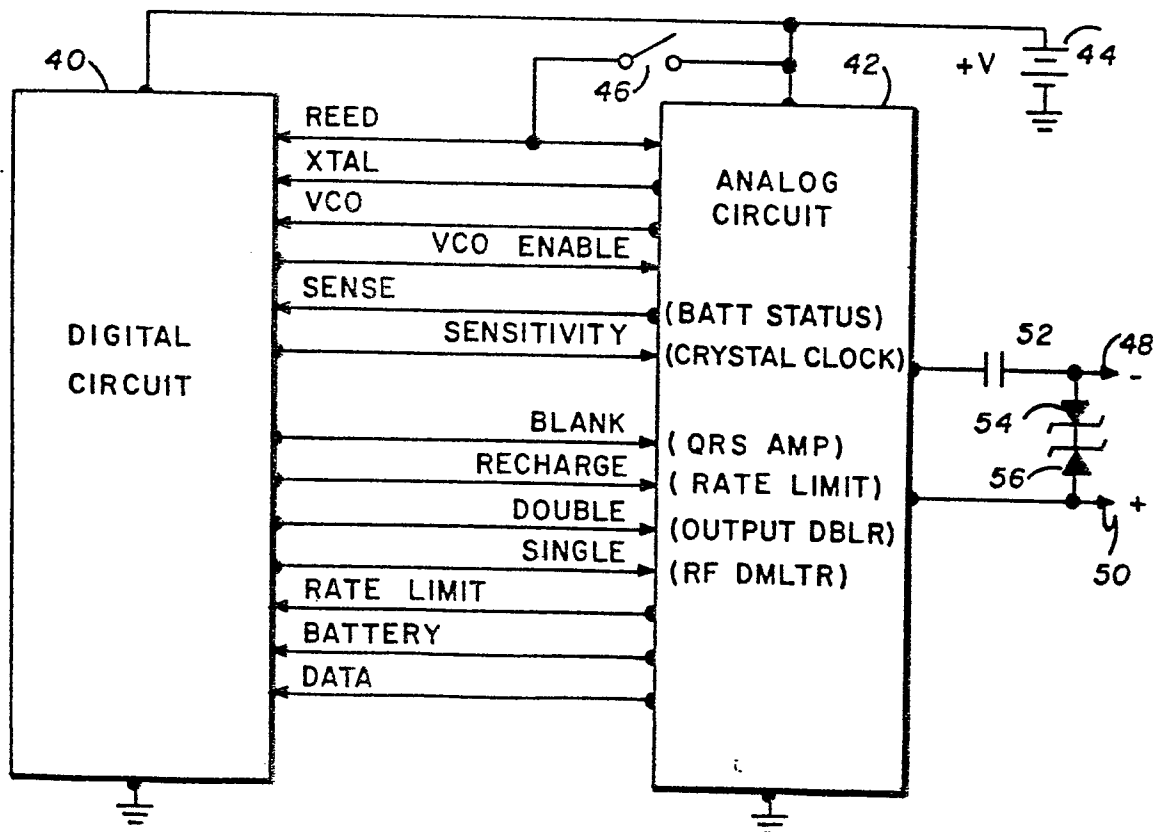 40
46
42
+V
44
REED
XTAL
VCO
VCO ENABLE
SENSE
SENSITIVITY
BLANK
RECHARGE
DOUBLE
SINGLE
RATE LIMIT
BATTERY
DATA
DIGITAL
CIRCUIT
ANALOG
CIRCUIT
(BATT STATUS)
(CRYSTAL CLOCK)
(QRS AMP)
(RATE LIMIT)
(OUTPUT DBLR)
(RF DMLTR)
52
48
-
54
56
+
50